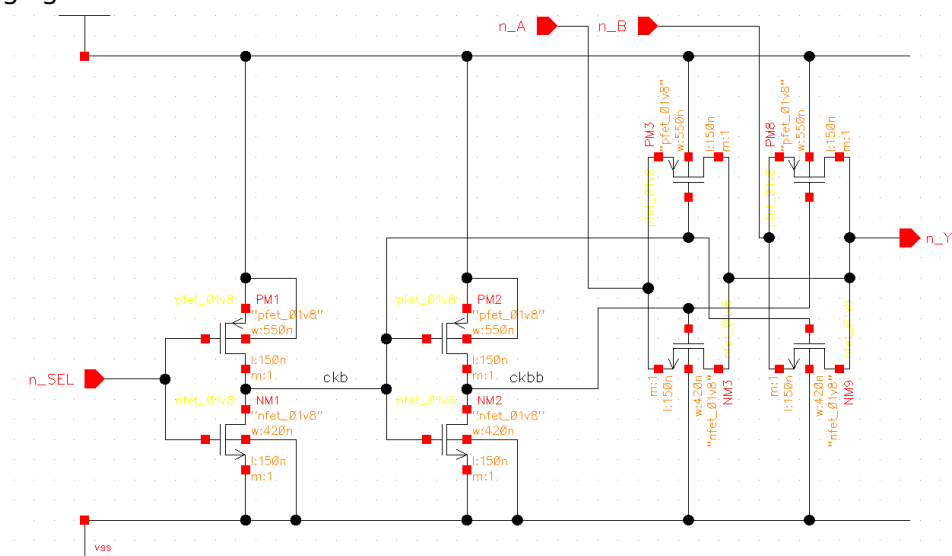 n_A
n_B
PM3
"pfet_01v8"
w:550n
l:150n
m:1
pfet_01v8
PM8
"pfet_01v8"
w:550n
l:150n
m:1
pfet_01v8
n_Y
pfet_01v8
PM1
"pfet_01v8"
w:550n
l:150n
m:1
pfet_01v8
PM2
"pfet_01v8"
w:550n
l:150n
m:1
n_SEL
ckb
ckbb
nfet_01v8
NM1
"nfet_01v8"
w:420n
l:150n
m:1
nfet_01v8
NM2
"nfet_01v8"
w:420n
l:150n
m:1
m:1
l:150n
w:420n
"nfet_01v8"
NM3
m:1
l:150n
w:420n
"nfet_01v8"
NM9
vss